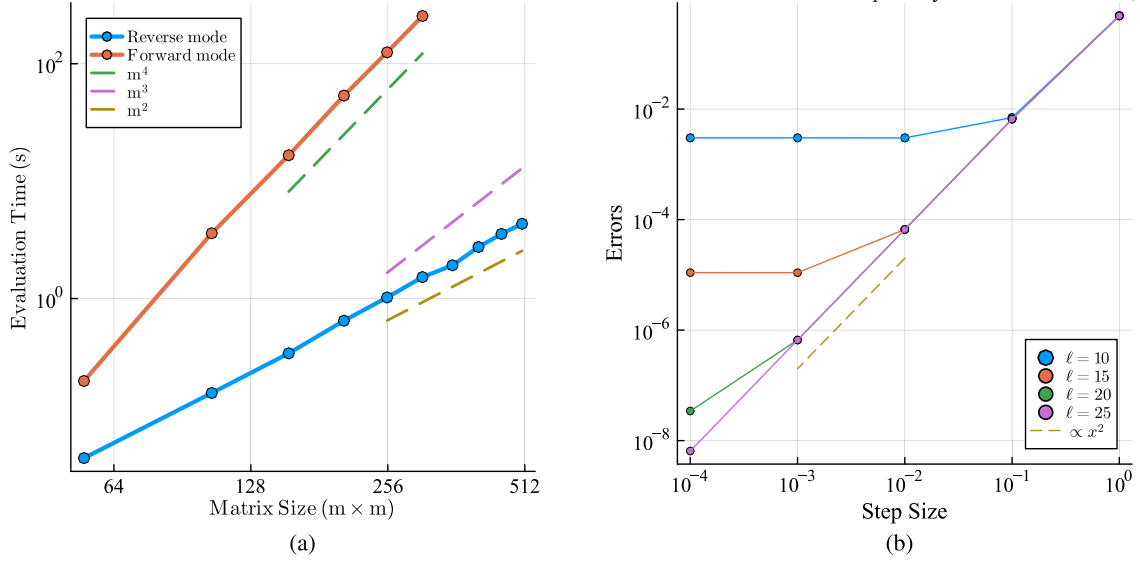 Reverse mode
Forward mode
m⁴
m³
m²
10²
10⁰
Evaluation Time (s)
64 128 256 512
Matrix Size (m × m)
(a)
10⁻²
10⁻⁴
10⁻⁶
10⁻⁸
Errors
ℓ = 10
ℓ = 15
ℓ = 20
ℓ = 25
∝ x²
10⁻⁴ 10⁻³ 10⁻² 10⁻¹ 10⁰
Step Size
(b)